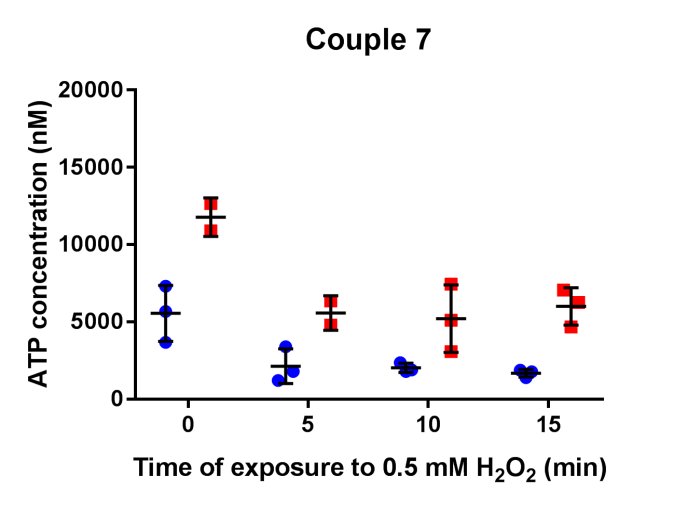 Couple 7
ATP concentration (nM)
20000
15000
10000
5000
0
0 5 10 15
Time of exposure to 0.5 mM H₂O₂ (min)